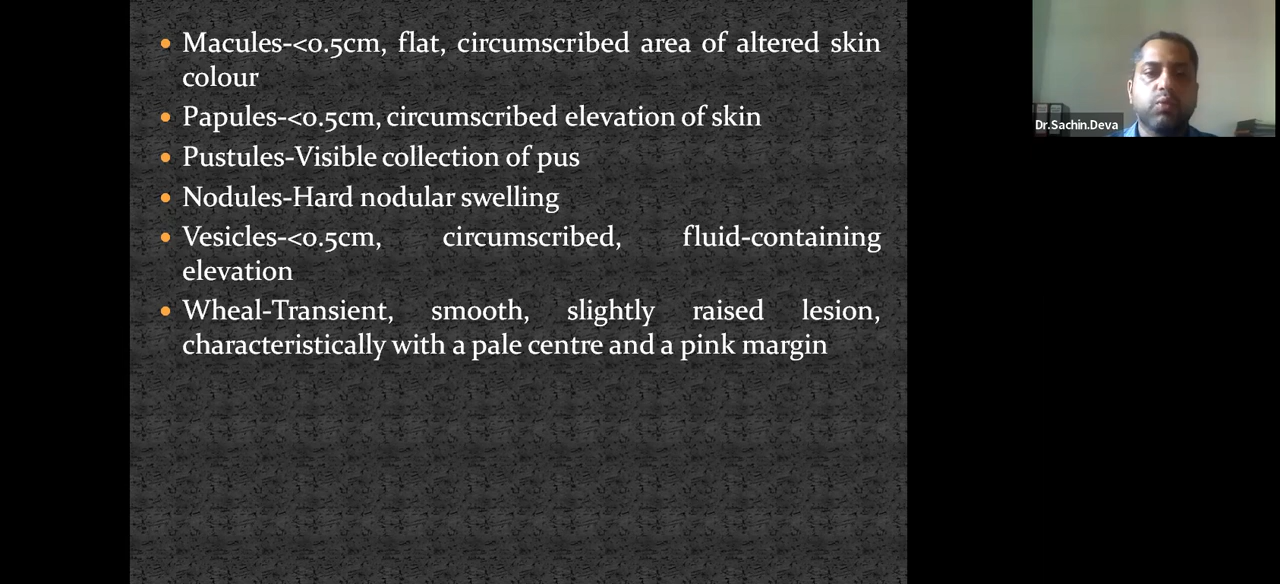 Macules-<0.5cm, flat, circumscribed area of altered skin
colour
Papules-<0.5cm, circumscribed elevation of skin
Pustules-Visible collection of pus
Nodules-Hard nodular swelling
Vesicles-<0.5cm, circumscribed, fluid-containing
elevation
Wheal-Transient, smooth, slightly raised lesion,
characteristically with a pale centre and a pink margin
Dr.Sachin.Deva